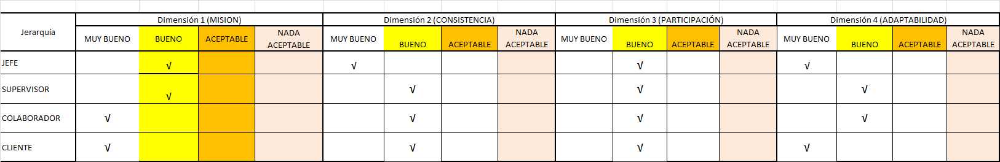 Jerarquía Dimensión 1 (MISION) Dimensión 2 (CONSISTENCIA) Dimensión 3 (PARTICIPACIÓN) Dimensión 4 (ADAPTABILIDAD)
MUY BUENO BUENO ACEPTABLE NADA ACEPTABLE MUY BUENO BUENO ACEPTABLE NADA ACEPTABLE MUY BUENO BUENO ACEPTABLE NADA ACEPTABLE MUY BUENO BUENO ACEPTABLE NADA ACEPTABLE
JEFE √ √ √ √
SUPERVISOR √ √ √ √
COLABORADOR √ √ √ √
CLIENTE √ √ √ √